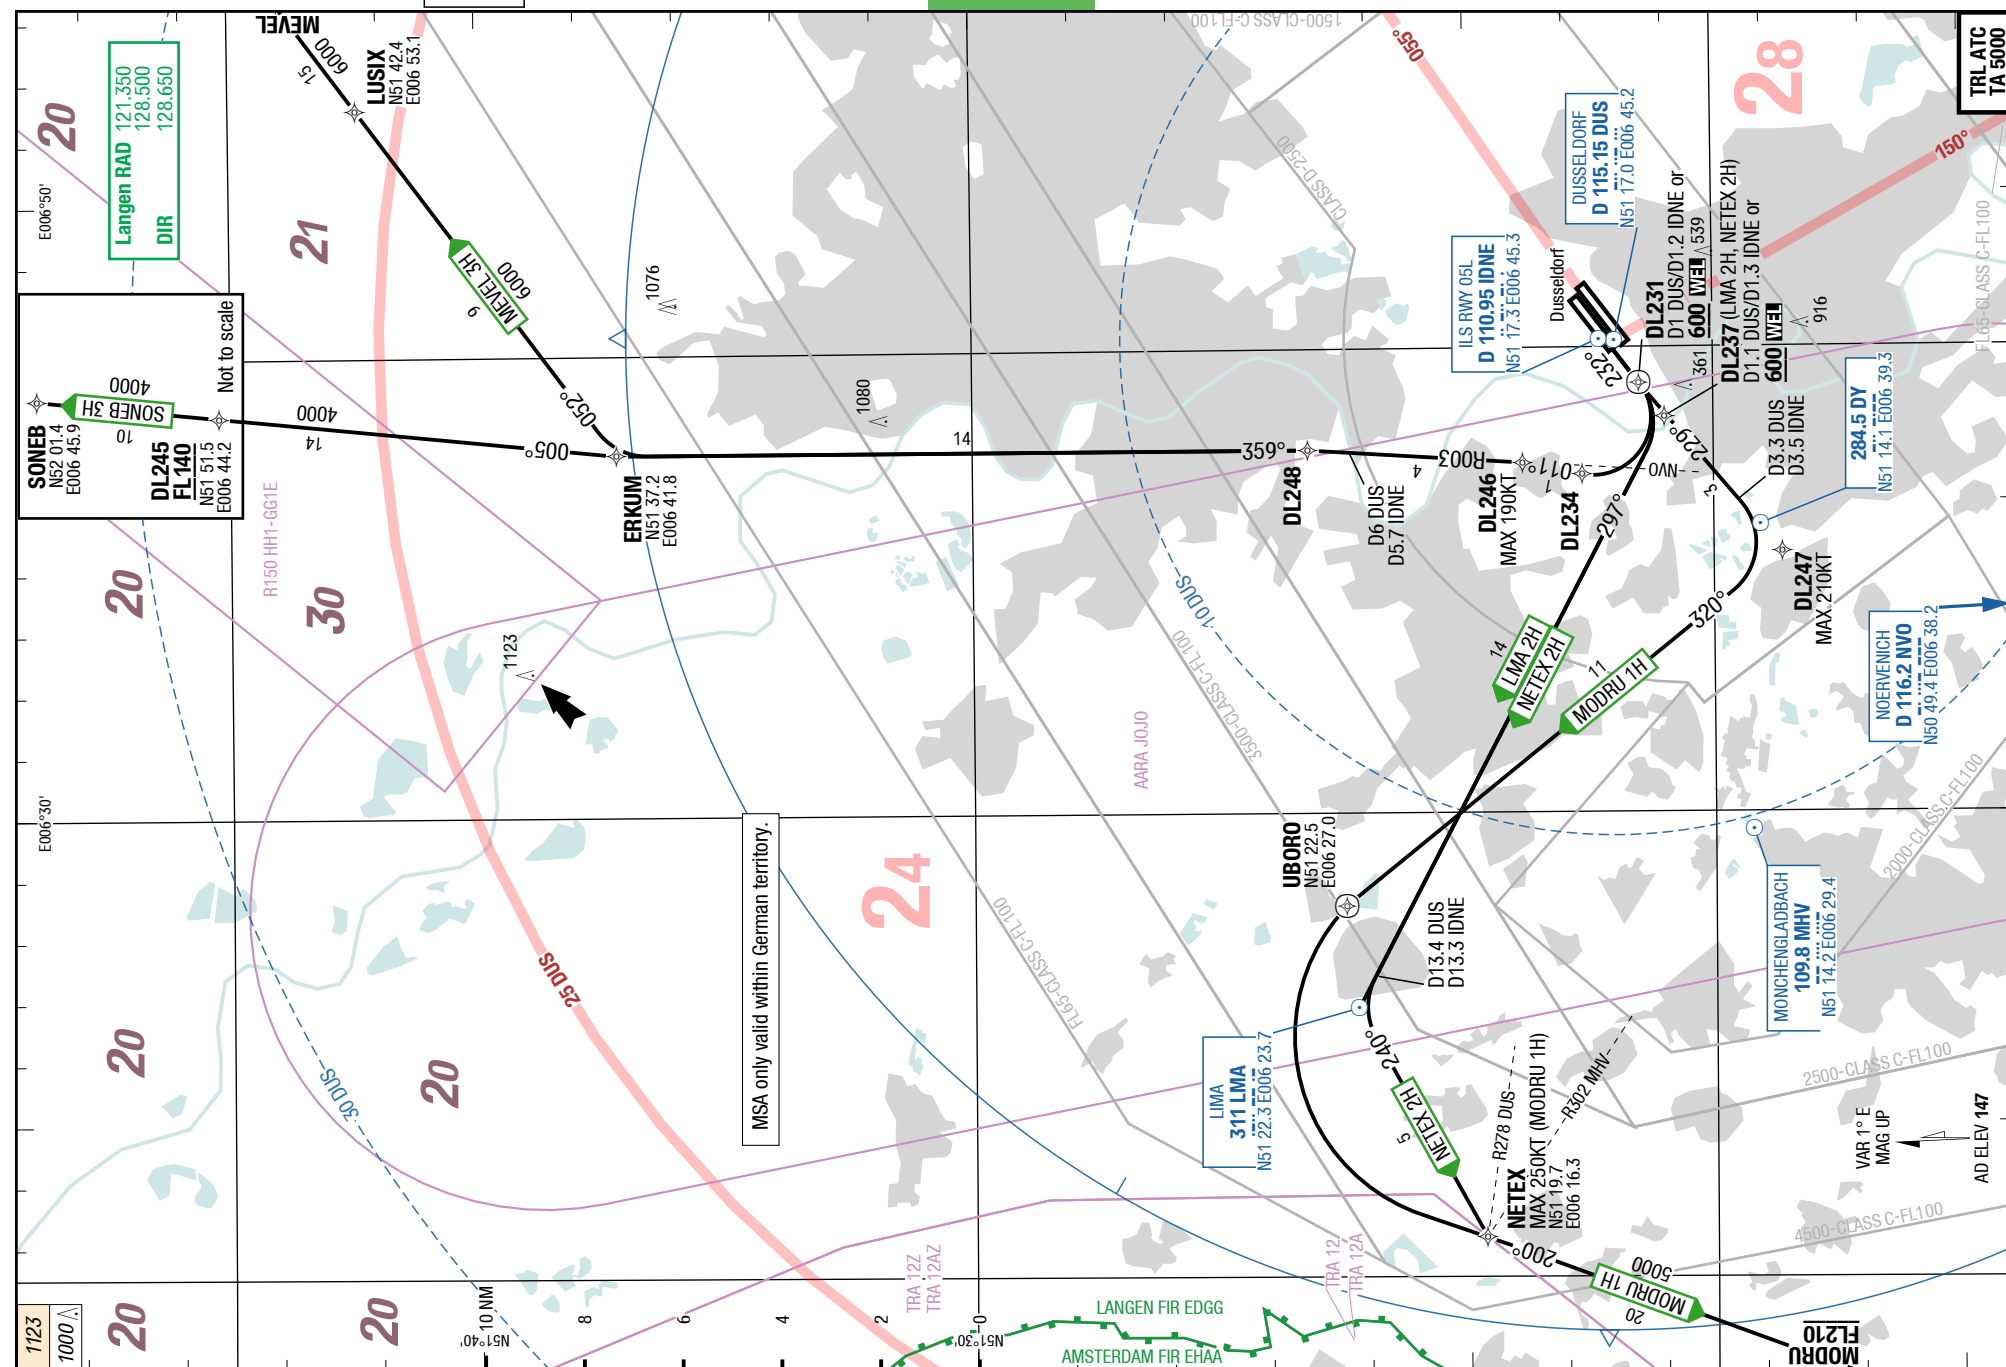 MEVEL
6000
15
LUSIX
N51 42.4
E006 53.1
1500-CLASS C-FL100
055°
28
TRL ATC
TA 5000
20
E006°50'
Langen RAD 121.350
128.500
DIR 128.650
21
MEVEL 3H
6000
9
1076
CLASS D-2500
DUSSELDORF
D 115.15 DUS
N51 17.0 E006 45.2
150°
ILS RWY 05L
D 110.95 IDNE
N51 17.3 E006 45.3
Dusseldorf
232°
DL231
D1 DUS/D1.2 IDNE or
600 WEL
539
DL237 (LMA 2H, NETEX 2H)
D1.1 DUS/D1.3 IDNE or
600 WEL
361
916
FL65-CLASS C-FL100
SONEB
N52 01.4
E006 45.9
SONEB 3H
4000
10
DL245
FL140
N51 51.5
E006 44.2
Not to scale
4000
14
005°
052°
ERKUM
N51 37.2
E006 41.8
1080
14
356°
DL248
D6 DUS
D5.7 IDNE
R003
4
DL246
MAX 190KT
011°
1
DL234
NVO
297°
229°
3
D3.3 DUS
D3.5 IDNE
284.5 DY
N51 14.1 E006 39.3
R150 HH1-GG1E
20
30
1123
10 DUS
3500-CLASS C-FL100
AARA JOJO
14
LMA 2H
NETEX 2H
11
MODRU 1H
320°
DL247
MAX 210KT
NOERVENICH
D 116.2 NVO
N50 49.4 E006 38.2
E006°30'
MSA only valid within German territory.
24
UBORO
N51 22.5
E006 27.0
D13.4 DUS
D13.3 IDNE
2000-CLASS C-FL100
MONCHENGLADBACH
109.8 MHV
N51 14.2 E006 29.4
25 DUS
FL65-CLASS C-FL100
20
20
30 DUS
LIMA
311 LMA
N51 22.3 E006 23.7
240°
NETEX 2H
5
R278 DUS
R302 MHV
NETEX
MAX 250KT (MODRU 1H)
N51 19.7
E006 16.3
2500-CLASS C-FL100
VAR 1° E
MAG UP
AD ELEV 147
4500-CLASS C-FL100
200°
MODRU 1H
5000
20
MODRU
FL210
TRA 12Z
TRA 12AZ
TRA 12
TRA 12A
LANGEN FIR EDGG
AMSTERDAM FIR EHAA
1123
1000
20
20
N51°40'
10 NM
8
6
4
2
0
N51°30'